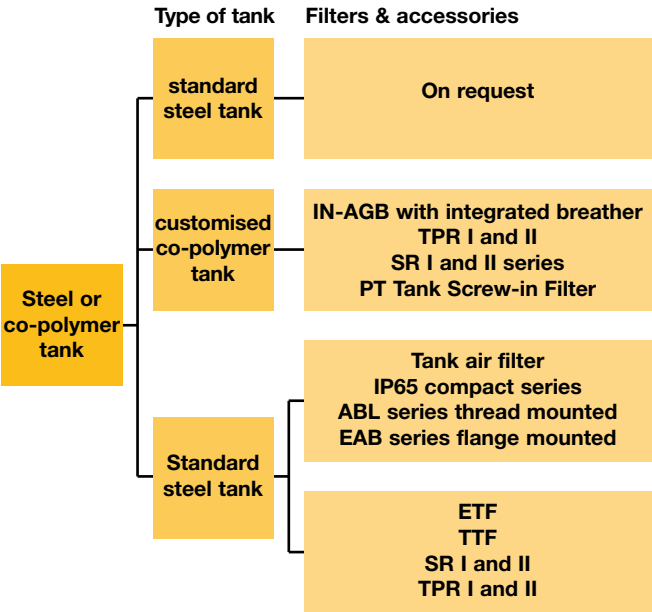 Type of tank
Filters & accessories
standard
steel tank
On request
customised
co-polymer
tank
IN-AGB with integrated breather
TPR I and II
SR I and II series
PT Tank Screw-in Filter
Steel or
co-polymer
tank
Tank air filter
IP65 compact series
ABL series thread mounted
EAB series flange mounted
Standard
steel tank
ETF
TTF
SR I and II
TPR I and II